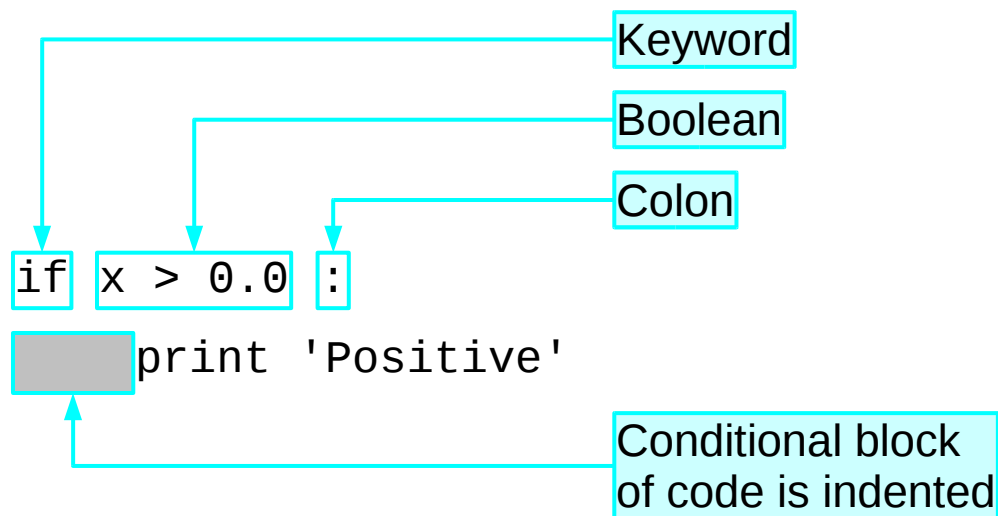 Keyword
Boolean
Colon
if x > 0.0 :
print 'Positive'
Conditional block
of code is indented